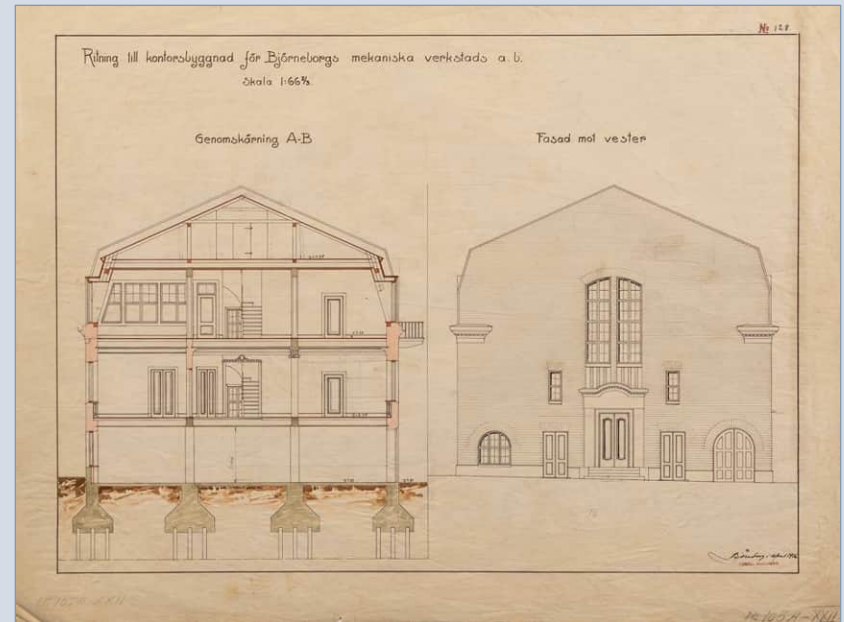 № 128
Ritning till kontorsbyggnad för Björneborgs mekaniska verkstads a.b.
Skala 1:66⅔.
Genomskärning A-B
Fasad mot vester